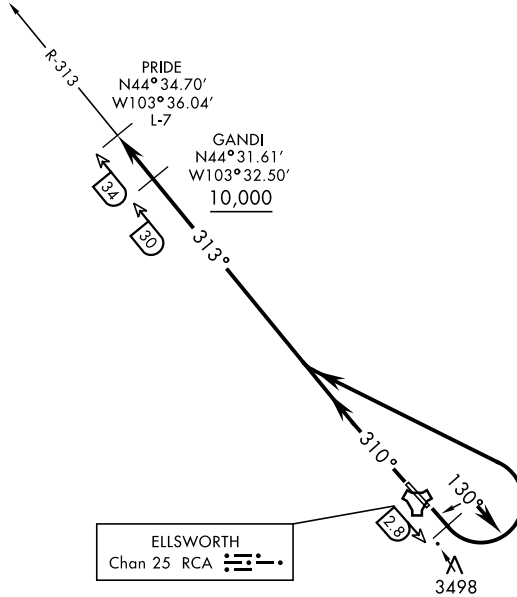 R-313
PRIDE
N44° 34.70'
W103° 36.04'
L-7
GANDI
N44° 31.61'
W103° 32.50'
10,000
34
30
313°
310°
130°
2.8
ELLSWORTH
Chan 25 RCA
3498